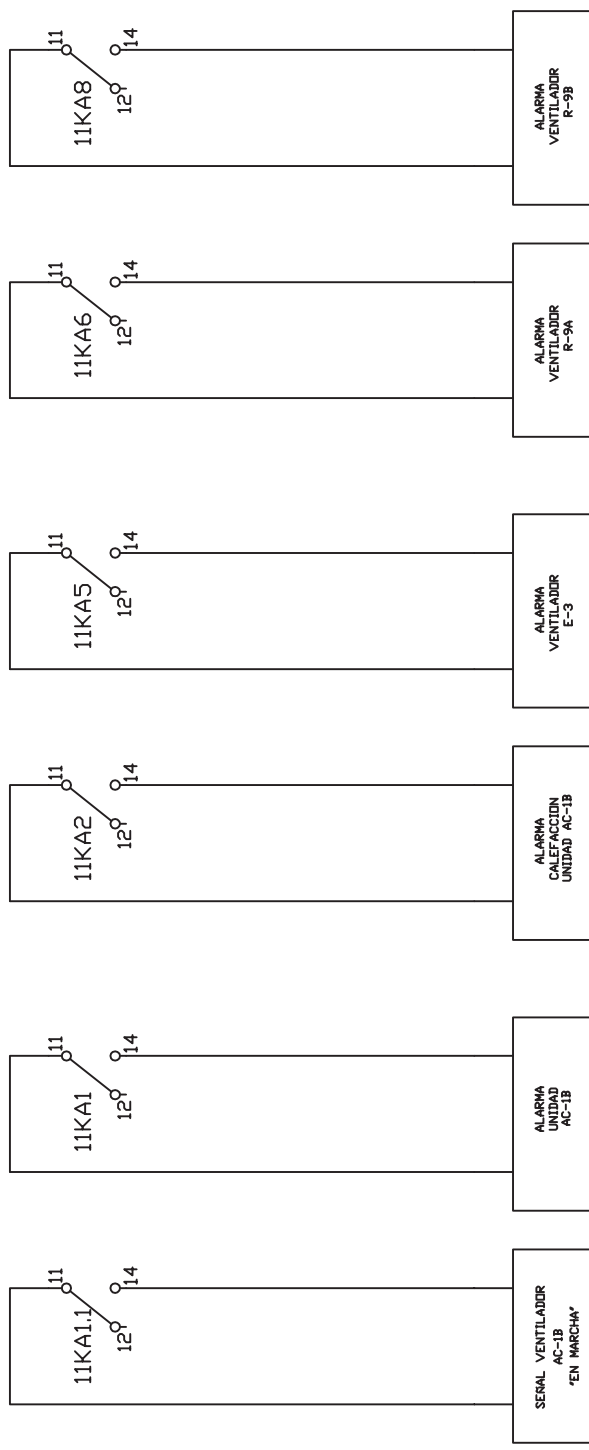 11
14
12
11KA8
ALARMA
VENTILADOR
R-9B
11
14
12
11KA6
ALARMA
VENTILADOR
R-9A
11
14
12
11KA5
ALARMA
VENTILADOR
E-3
11
14
12
11KA2
ALARMA
CALEFACCION
UNIDAD AC-1B
11
14
12
11KA1
ALARMA
UNIDAD
AC-1B
11
14
12
11KA1.1
SEÑAL VENTILADOR
AC-1B
"EN MARCHA"